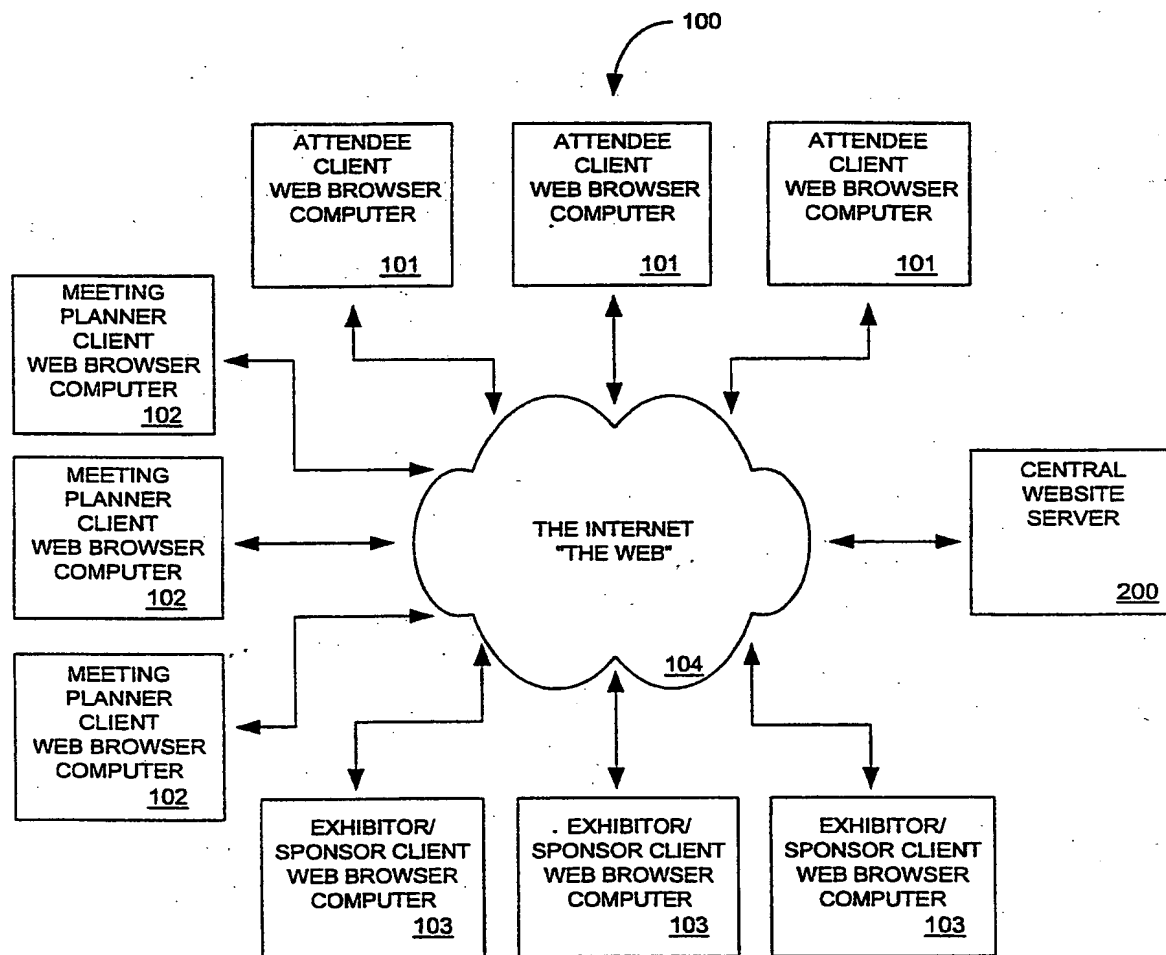 100
ATTENDEE
CLIENT
WEB BROWSER
COMPUTER
101
ATTENDEE
CLIENT
WEB BROWSER
COMPUTER
101
ATTENDEE
CLIENT
WEB BROWSER
COMPUTER
101
MEETING
PLANNER
CLIENT
WEB BROWSER
COMPUTER
102
MEETING
PLANNER
CLIENT
WEB BROWSER
COMPUTER
102
MEETING
PLANNER
CLIENT
WEB BROWSER
COMPUTER
102
THE INTERNET
"THE WEB"
104
CENTRAL
WEBSITE
SERVER
200
EXHIBITOR/
SPONSOR CLIENT
WEB BROWSER
COMPUTER
103
EXHIBITOR/
SPONSOR CLIENT
WEB BROWSER
COMPUTER
103
EXHIBITOR/
SPONSOR CLIENT
WEB BROWSER
COMPUTER
103